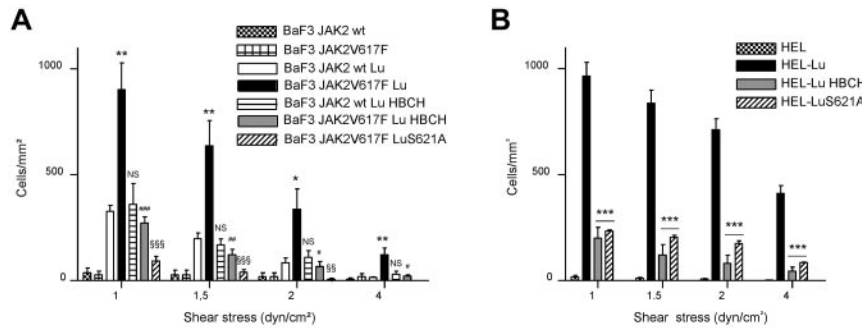 A
BaF3 JAK2 wt
BaF3 JAK2V617F
BaF3 JAK2 wt Lu
BaF3 JAK2V617F Lu
BaF3 JAK2 wt Lu HBCH
BaF3 JAK2V617F Lu HBCH
BaF3 JAK2V617F LuS621A
Cells/mm²
1000
500
0
**
NS
###
§§§
**
NS
##
§§§
*
NS
#
§§
**
NS
#
1
1,5
2
4
Shear stress (dyn/cm²)
B
HEL
HEL-Lu
HEL-Lu HBCH
HEL-LuS621A
Cells/mm²
1000
500
0
***
***
***
***
1
1,5
2
4
Shear stress (dyn/cm²)